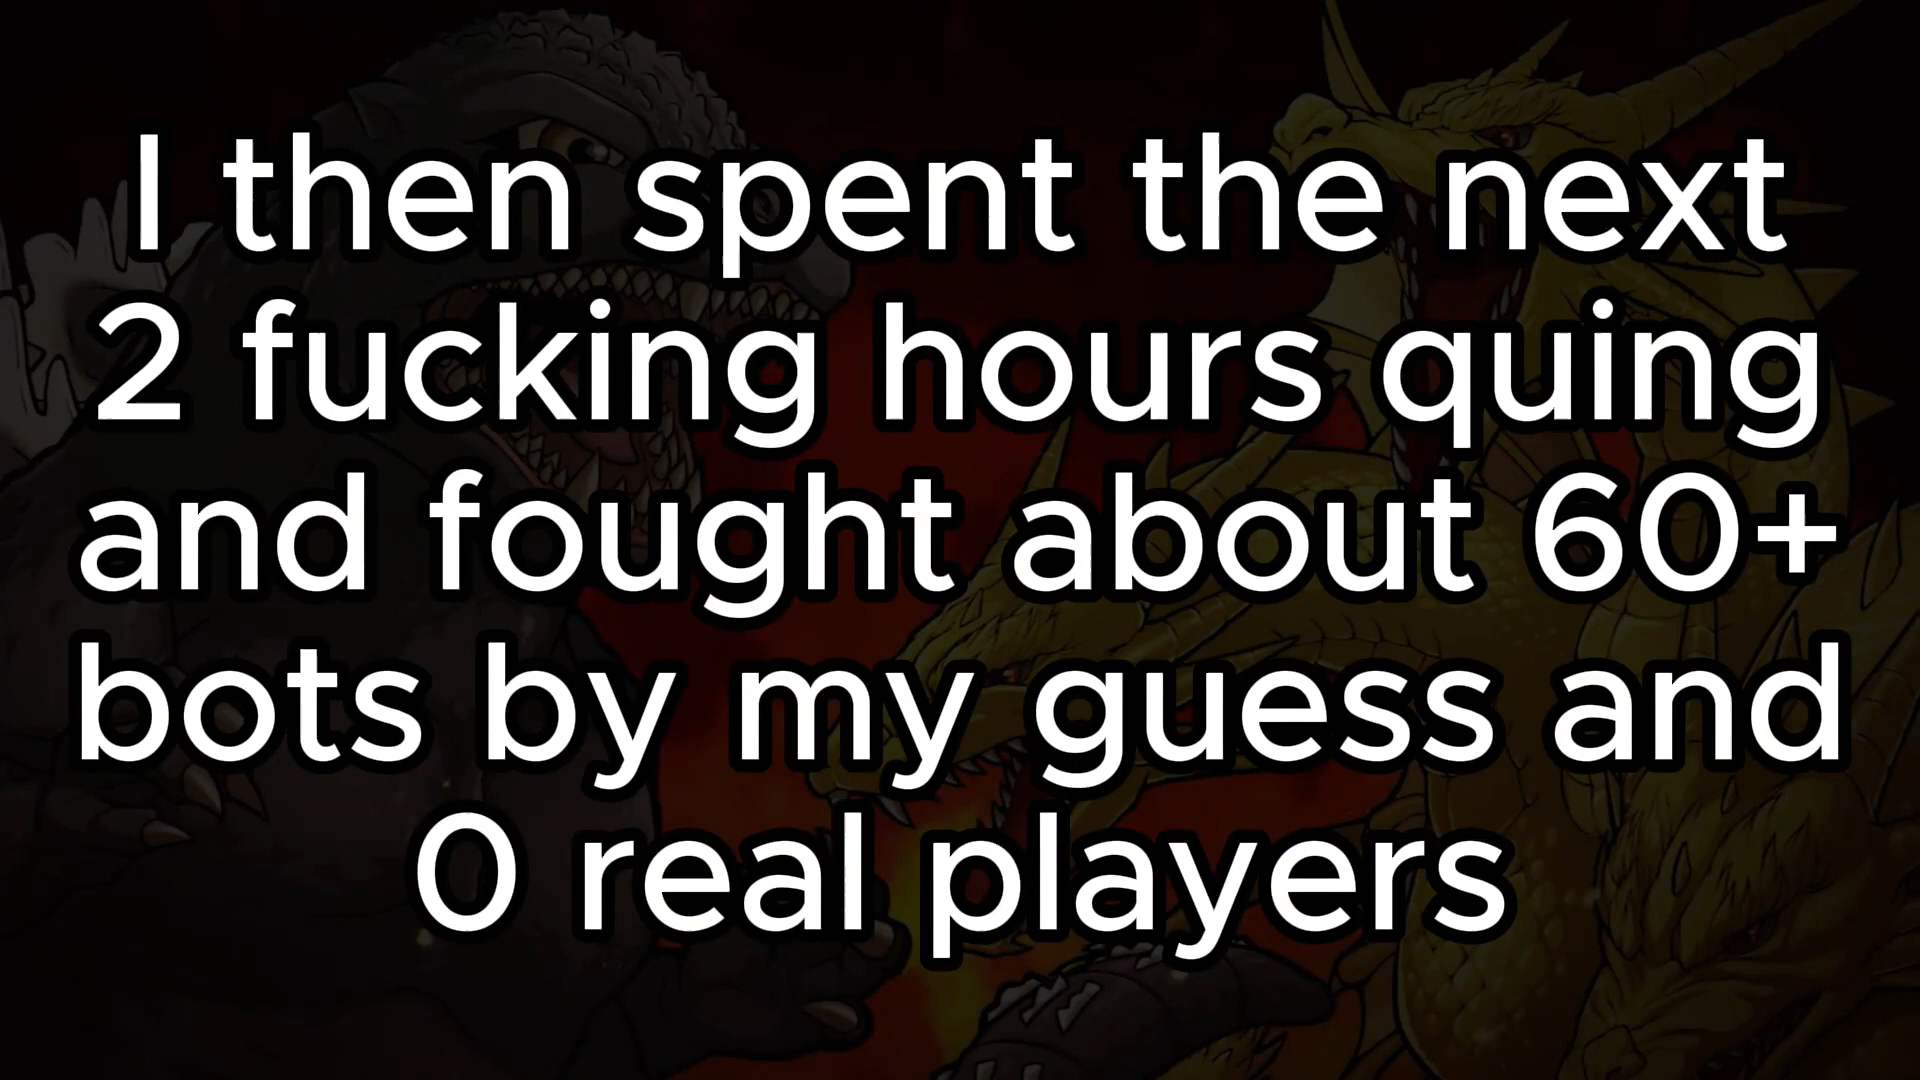 I then spent the next
2 fucking hours quing
and fought about 60+
bots by my guess and
0 real players